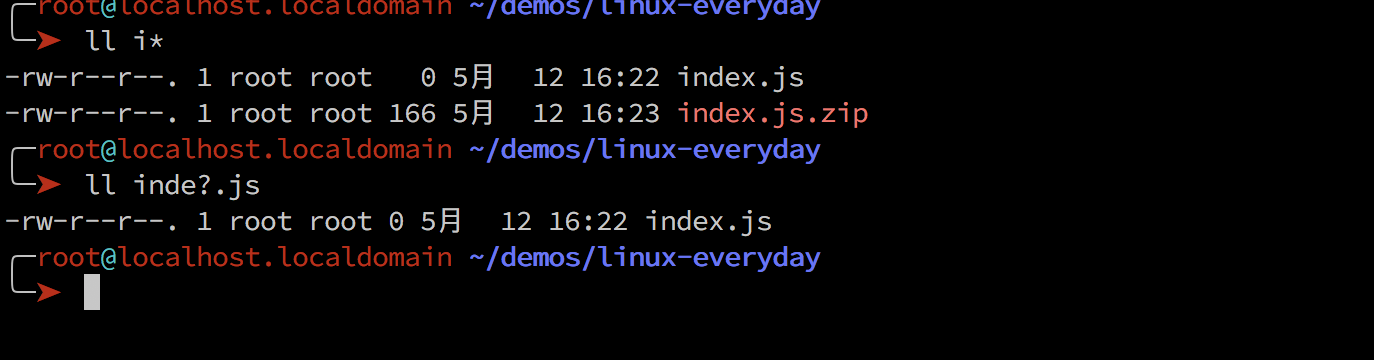 root@localhost.localdomain ~/demos/linux-everyday
ll i*
-rw-r--r--. 1 root root   0 5月  12 16:22 index.js
-rw-r--r--. 1 root root 166 5月  12 16:23 index.js.zip
root@localhost.localdomain ~/demos/linux-everyday
ll inde?.js
-rw-r--r--. 1 root root 0 5月  12 16:22 index.js
root@localhost.localdomain ~/demos/linux-everyday